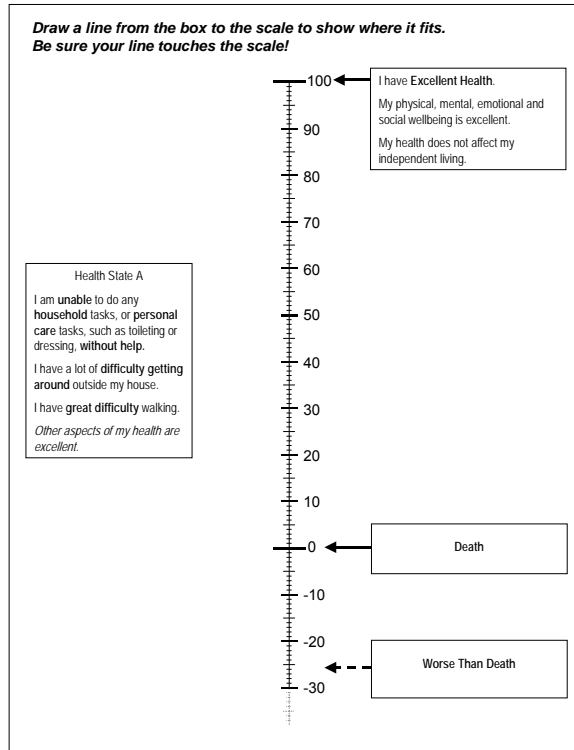 Draw a line from the box to the scale to show where it fits.
Be sure your line touches the scale!
100
90
80
70
60
50
40
30
20
10
0
-10
-20
-30
I have Excellent Health.
My physical, mental, emotional and
social wellbeing is excellent.
My health does not affect my
independent living.
Health State A
I am unable to do any
household tasks, or personal
care tasks, such as toileting or
dressing, without help.
I have a lot of difficulty getting
around outside my house.
I have great difficulty walking.
Other aspects of my health are
excellent.
Death
Worse Than Death